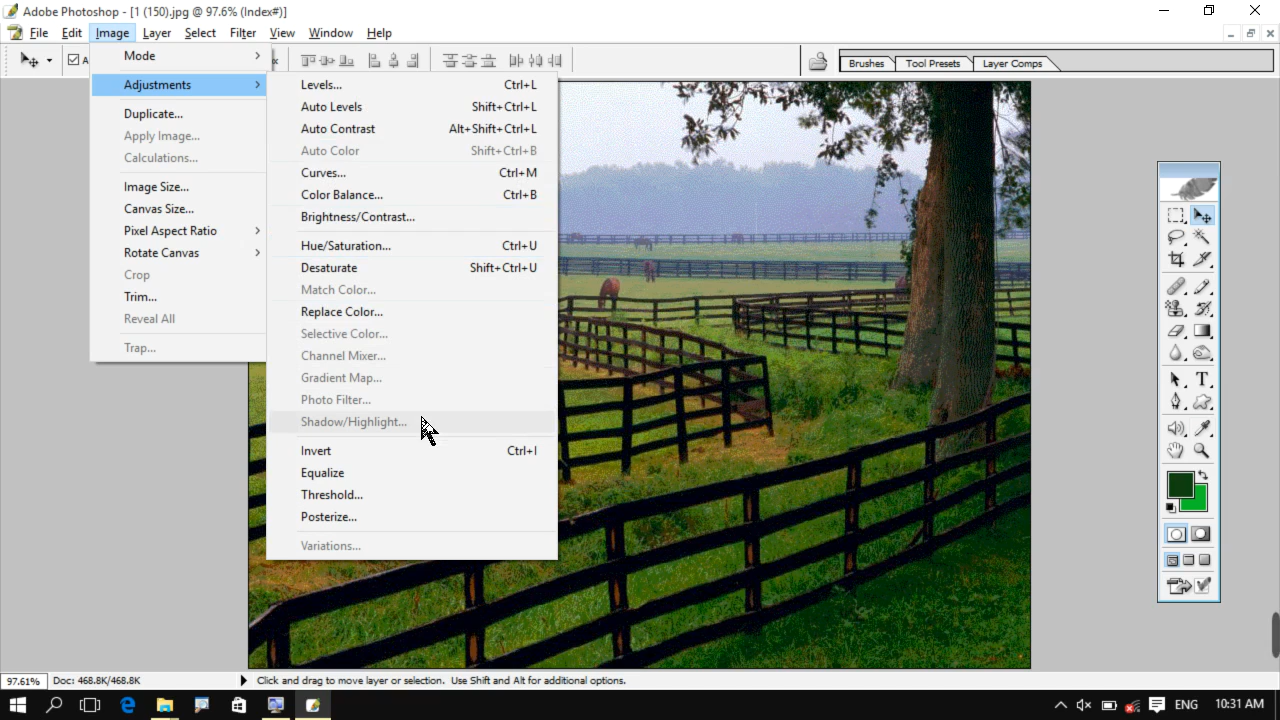 Adobe Photoshop - [1 (150).jpg @ 97.6% (Index#)]
File Edit Image Layer Select Filter View Window Help
A
Brushes Tool Presets Layer Comps
Mode
Adjustments
Duplicate...
Apply Image...
Calculations...
Image Size...
Canvas Size...
Pixel Aspect Ratio
Rotate Canvas
Crop
Trim...
Reveal All
Trap...
Levels... Ctrl+L
Auto Levels Shift+Ctrl+L
Auto Contrast Alt+Shift+Ctrl+L
Auto Color Shift+Ctrl+B
Curves... Ctrl+M
Color Balance... Ctrl+B
Brightness/Contrast...
Hue/Saturation... Ctrl+U
Desaturate Shift+Ctrl+U
Match Color...
Replace Color...
Selective Color...
Channel Mixer...
Gradient Map...
Photo Filter...
Shadow/Highlight...
Invert Ctrl+I
Equalize
Threshold...
Posterize...
Variations...
97.61% Doc: 468.8K/468.8K Click and drag to move layer or selection. Use Shift and Alt for additional options.
ENG 10:31 AM